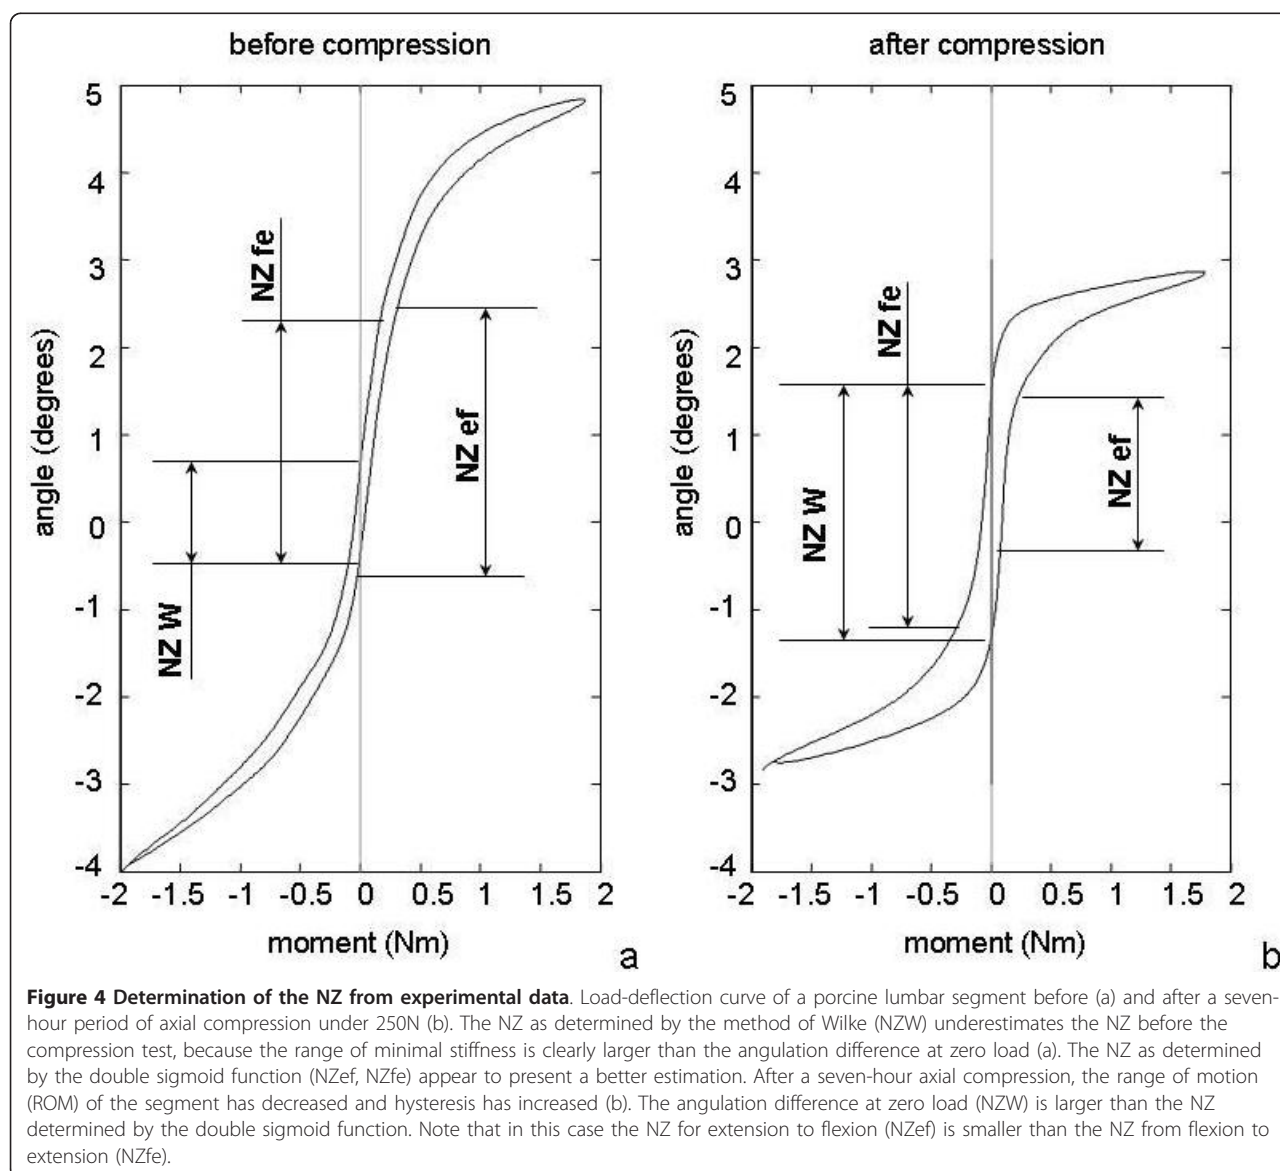 before compression
5
4
3
2
1
0
-1
-2
-3
-4
angle (degrees)
NZ fe
NZ ef
NZ W
-2 -1.5 -1 -0.5 0 0.5 1 1.5 2
moment (Nm)
a
after compression
5
4
3
2
1
0
-1
-2
-3
-4
angle (degrees)
NZ fe
NZ W
NZ ef
-2 -1.5 -1 -0.5 0 0.5 1 1.5 2
moment (Nm)
b
Figure 4 Determination of the NZ from experimental data. Load-deflection curve of a porcine lumbar segment before (a) and after a seven-
hour period of axial compression under 250N (b). The NZ as determined by the method of Wilke (NZW) underestimates the NZ before the
compression test, because the range of minimal stiffness is clearly larger than the angulation difference at zero load (a). The NZ as determined
by the double sigmoid function (NZef, NZfe) appear to present a better estimation. After a seven-hour axial compression, the range of motion
(ROM) of the segment has decreased and hysteresis has increased (b). The angulation difference at zero load (NZW) is larger than the NZ
determined by the double sigmoid function. Note that in this case the NZ for extension to flexion (NZef) is smaller than the NZ from flexion to
extension (NZfe).